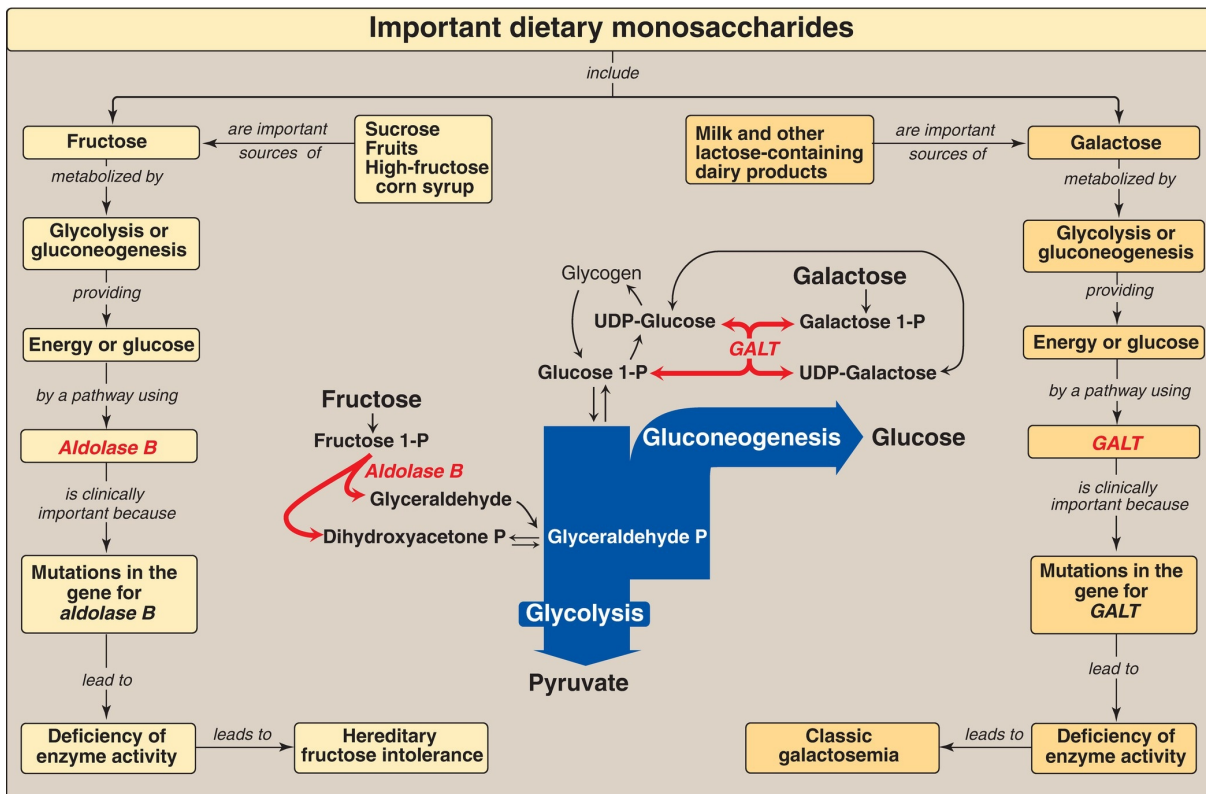 Important dietary monosaccharides
include
Fructose
are important
sources of
Sucrose
Fruits
High-fructose
corn syrup
metabolized by
Glycolysis or
gluconeogenesis
providing
Energy or glucose
by a pathway using
Aldolase B
is clinically
important because
Mutations in the
gene for
aldolase B
lead to
Deficiency of
enzyme activity
leads to
Hereditary
fructose intolerance
Milk and other
lactose-containing
dairy products
are important
sources of
Galactose
metabolized by
Glycolysis or
gluconeogenesis
providing
Energy or glucose
by a pathway using
GALT
is clinically
important because
Mutations in the
gene for
GALT
lead to
Deficiency of
enzyme activity
leads to
Classic
galactosemia
Glycogen
Galactose
UDP-Glucose
Galactose 1-P
GALT
Glucose 1-P
UDP-Galactose
Fructose
Fructose 1-P
Aldolase B
Glyceraldehyde
Dihydroxyacetone P
Glyceraldehyde P
Gluconeogenesis
Glucose
Glycolysis
Pyruvate